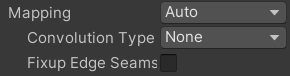 Mapping Auto
Convolution Type None
Fixup Edge Seams